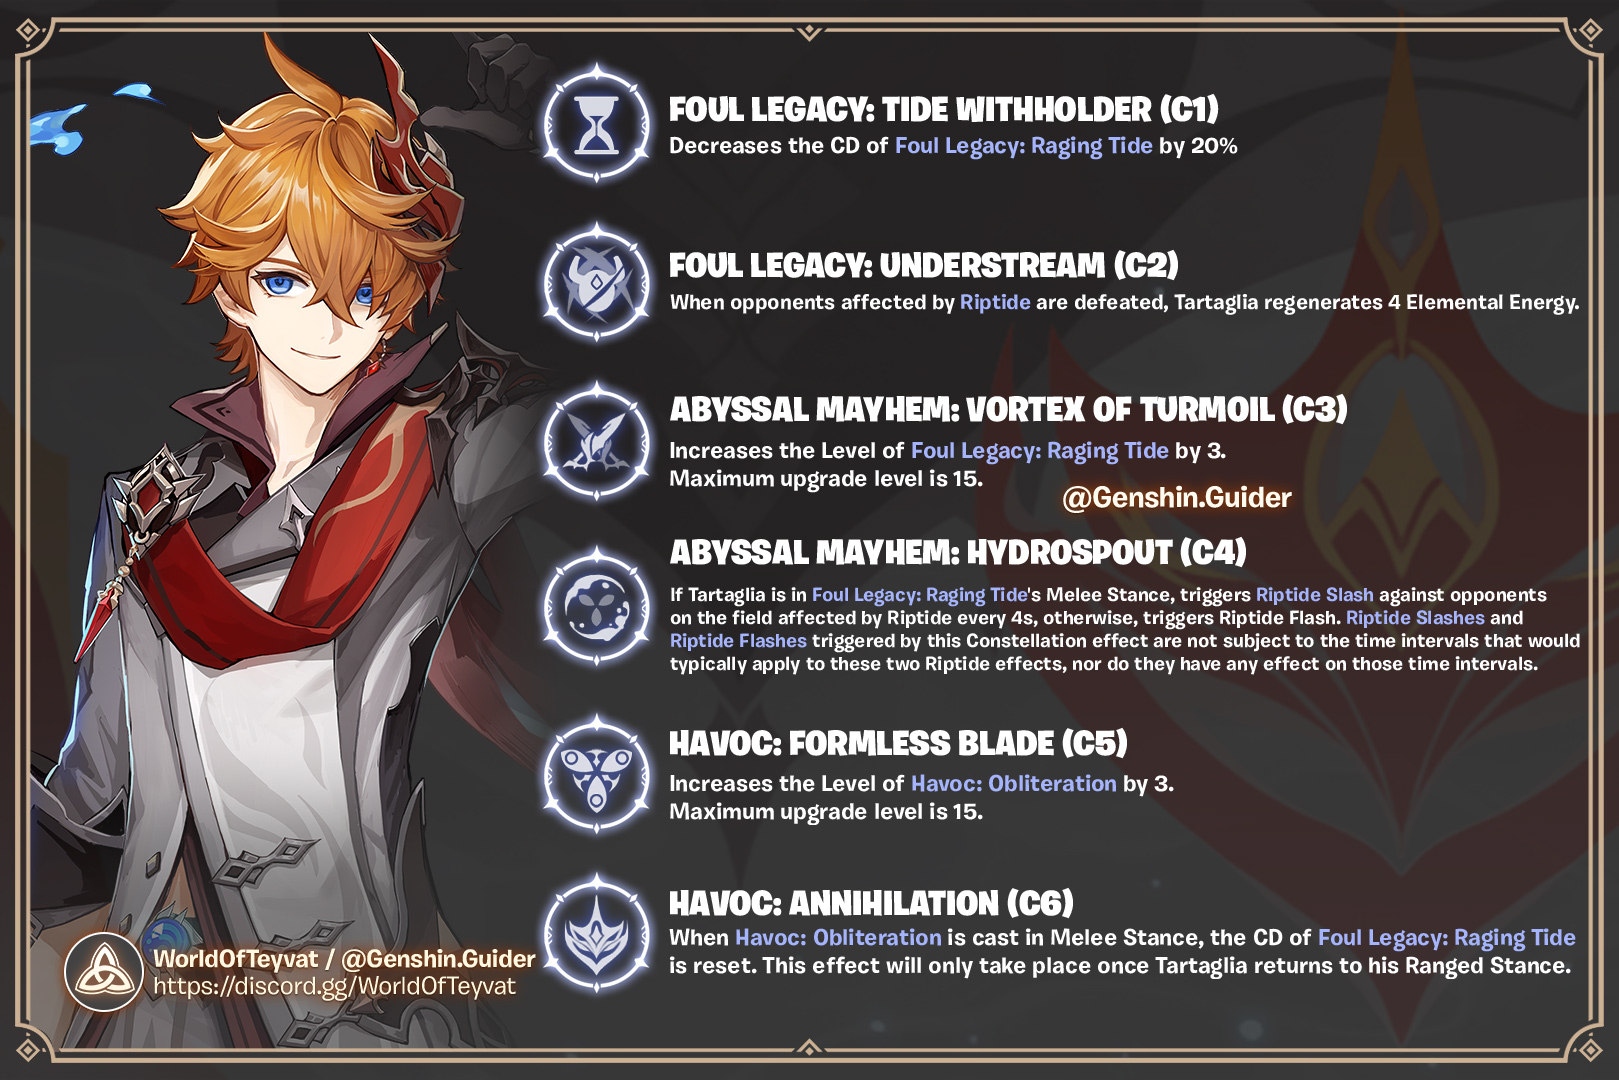 FOUL LEGACY: TIDE WITHHOLDER (C1)
Decreases the CD of Foul Legacy: Raging Tide by 20%
FOUL LEGACY: UNDERSTREAM (C2)
When opponents affected by Riptide are defeated, Tartaglia regenerates 4 Elemental Energy.
ABYSSAL MAYHEM: VORTEX OF TURMOIL (C3)
Increases the Level of Foul Legacy: Raging Tide by 3.
Maximum upgrade level is 15.
@Genshin.Guider
ABYSSAL MAYHEM: HYDROSPOUT (C4)
If Tartaglia is in Foul Legacy: Raging Tide's Melee Stance, triggers Riptide Slash against opponents
on the field affected by Riptide every 4s, otherwise, triggers Riptide Flash. Riptide Slashes and
Riptide Flashes triggered by this Constellation effect are not subject to the time intervals that would
typically apply to these two Riptide effects, nor do they have any effect on those time intervals.
HAVOC: FORMLESS BLADE (C5)
Increases the Level of Havoc: Obliteration by 3.
Maximum upgrade level is 15.
HAVOC: ANNIHILATION (C6)
When Havoc: Obliteration is cast in Melee Stance, the CD of Foul Legacy: Raging Tide
is reset. This effect will only take place once Tartaglia returns to his Ranged Stance.
WorldOfTeyvat / @Genshin.Guider
https://discord.gg/WorldOfTeyvat